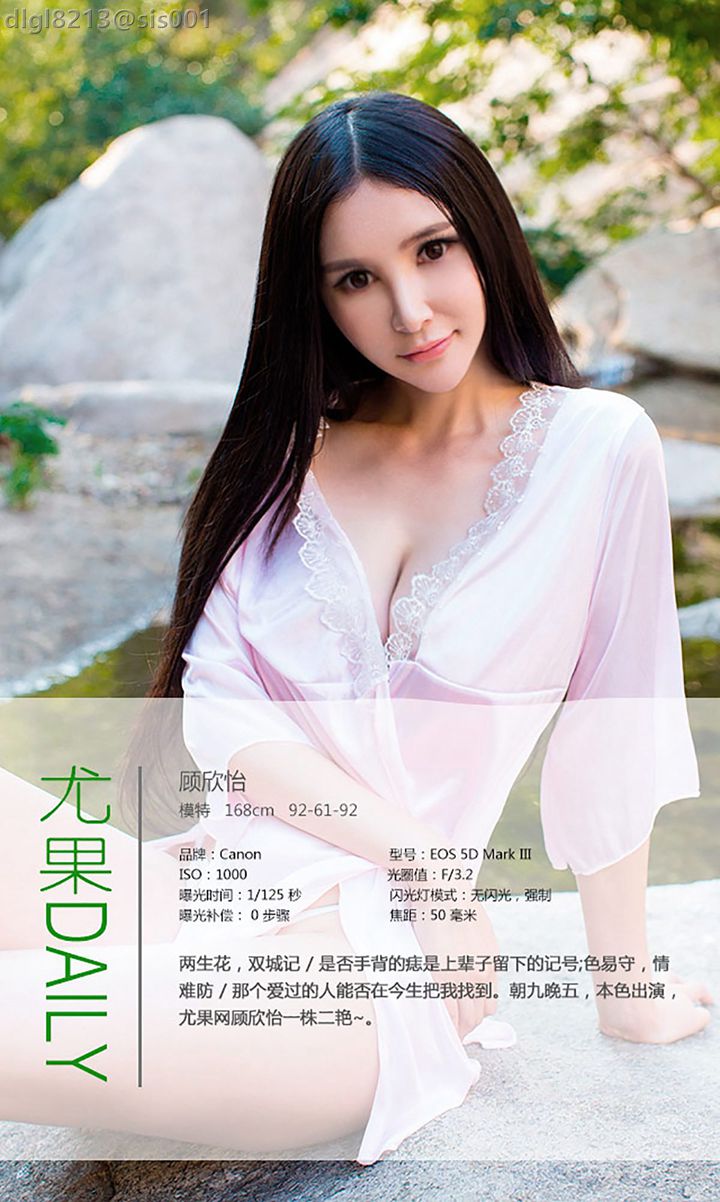 dlgl8213@sis001
尤果DAILY
顾欣怡
模特 168cm 92-61-92
品牌：Canon 型号：EOS 5D Mark III
ISO：1000 光圈值：F/3.2
曝光时间：1/125 秒 闪光灯模式：无闪光，强制
曝光补偿： 0 步骤 焦距：50 毫米
两生花，双城记 / 是否手背的痣是上辈子留下的记号;色易守，情
难防 / 那个爱过的人能否在今生把我找到。朝九晚五，本色出演，
尤果网顾欣怡一株二艳~。